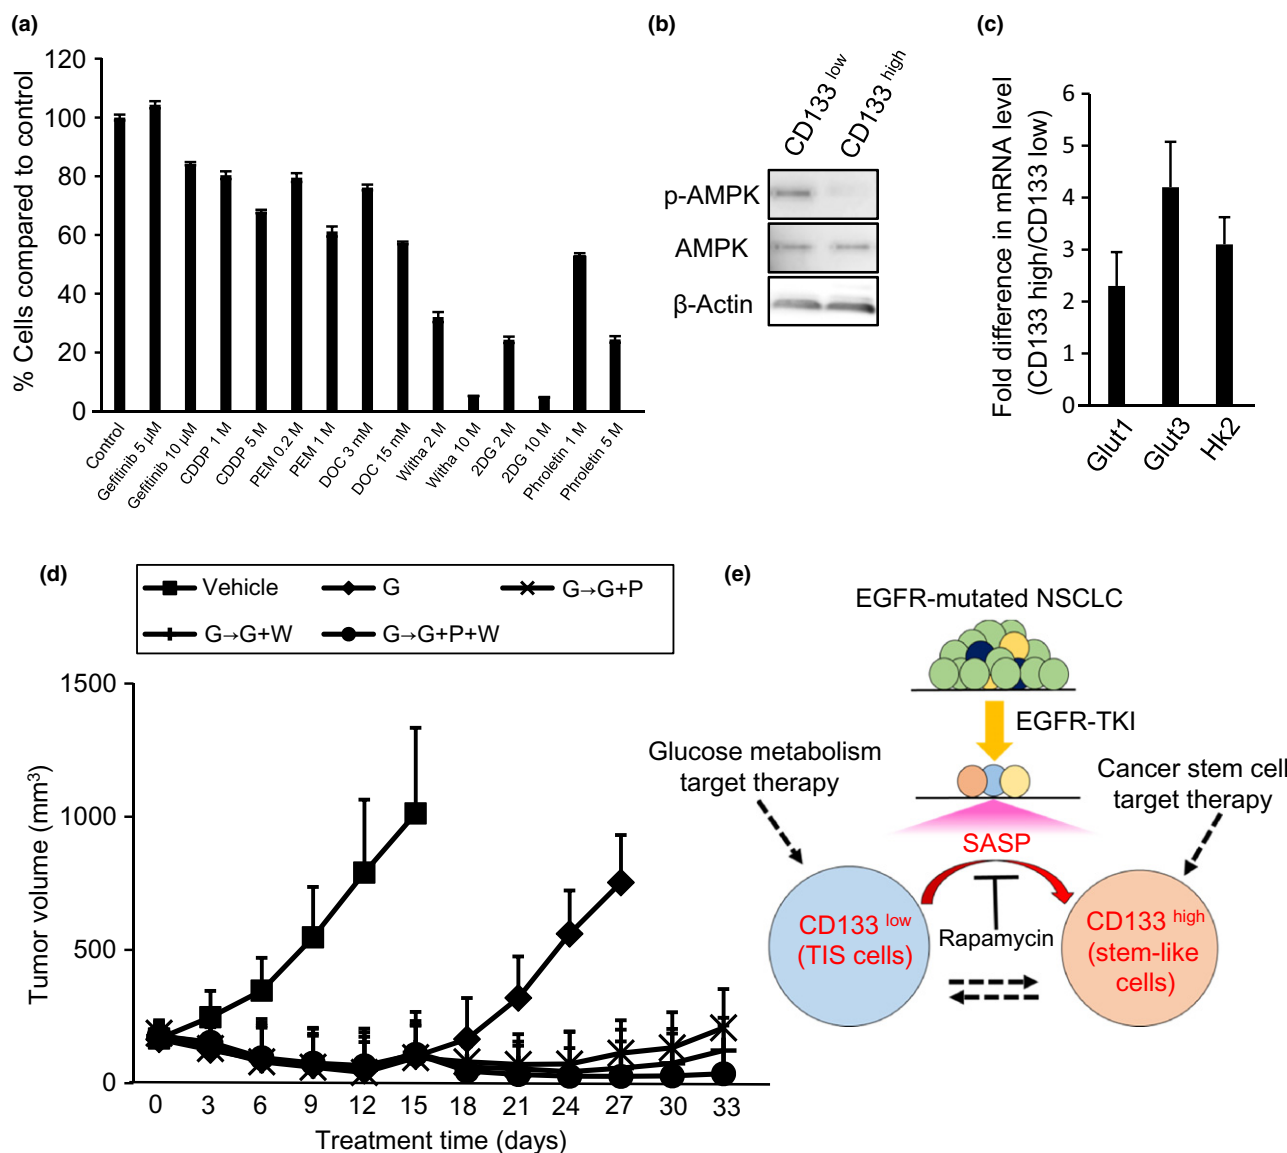 (a)
% Cells compared to control
120
100
80
60
40
20
0
Control
Gefitinib 5 µM
Gefitinib 10 µM
CDDP 1 M
CDDP 5 M
PEM 0.2 M
PEM 1 M
DOC 3 mM
DOC 15 mM
Witha 2 M
Witha 10 M
2DG 2 M
2DG 10 M
Phroletin 1 M
Phroletin 5 M
(b)
CD133 low
CD133 high
p-AMPK
AMPK
β-Actin
(c)
Fold difference in mRNA level
(CD133 high/CD133 low)
6
5
4
3
2
1
0
Glut1
Glut3
Hk2
(d)
Vehicle
G
G→G+P
G→G+W
G→G+P+W
Tumor volume (mm³)
1500
1000
500
0
0 3 6 9 12 15 18 21 24 27 30 33
Treatment time (days)
(e)
EGFR-mutated NSCLC
EGFR-TKI
Glucose metabolism
target therapy
Cancer stem cell
target therapy
SASP
CD133 low
(TIS cells)
Rapamycin
CD133 high
(stem-like
cells)